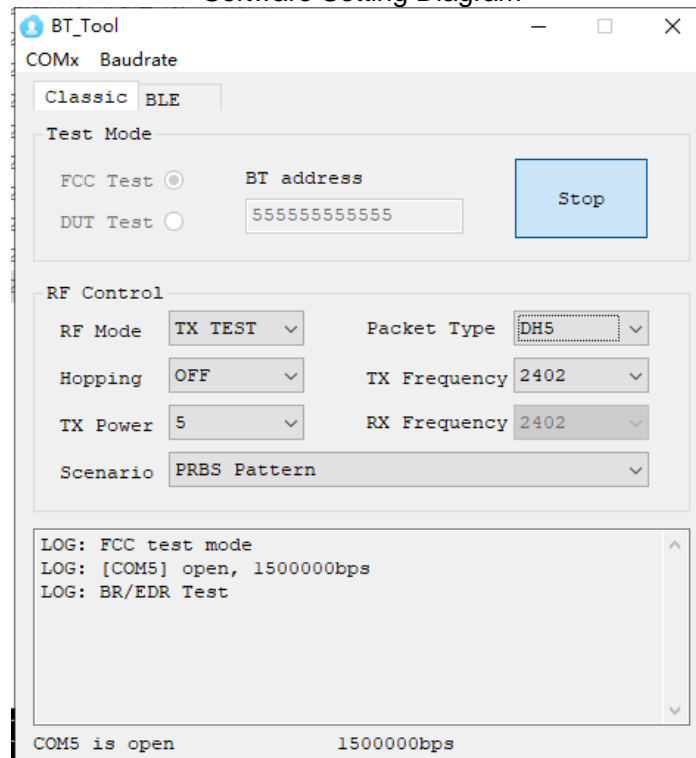 Software Setting Diagram
BT_Tool
COMx Baudrate
Classic BLE
Test Mode
FCC Test BT address
Stop
DUT Test 555555555555
RF Control
RF Mode TX TEST Packet Type DH5
Hopping OFF TX Frequency 2402
TX Power 5 RX Frequency 2402
Scenario PRBS Pattern
LOG: FCC test mode
LOG: [COM5] open, 1500000bps
LOG: BR/EDR Test
COM5 is open 1500000bps